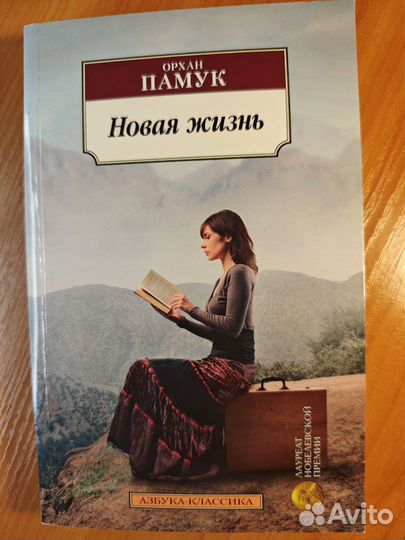 ОРХАН
ПАМУК
Новая жизнь
ЛАУРЕАТ
НОБЕЛЕВСКОЙ
ПРЕМИИ
АЗБУКА-КЛАССИКА
Avito